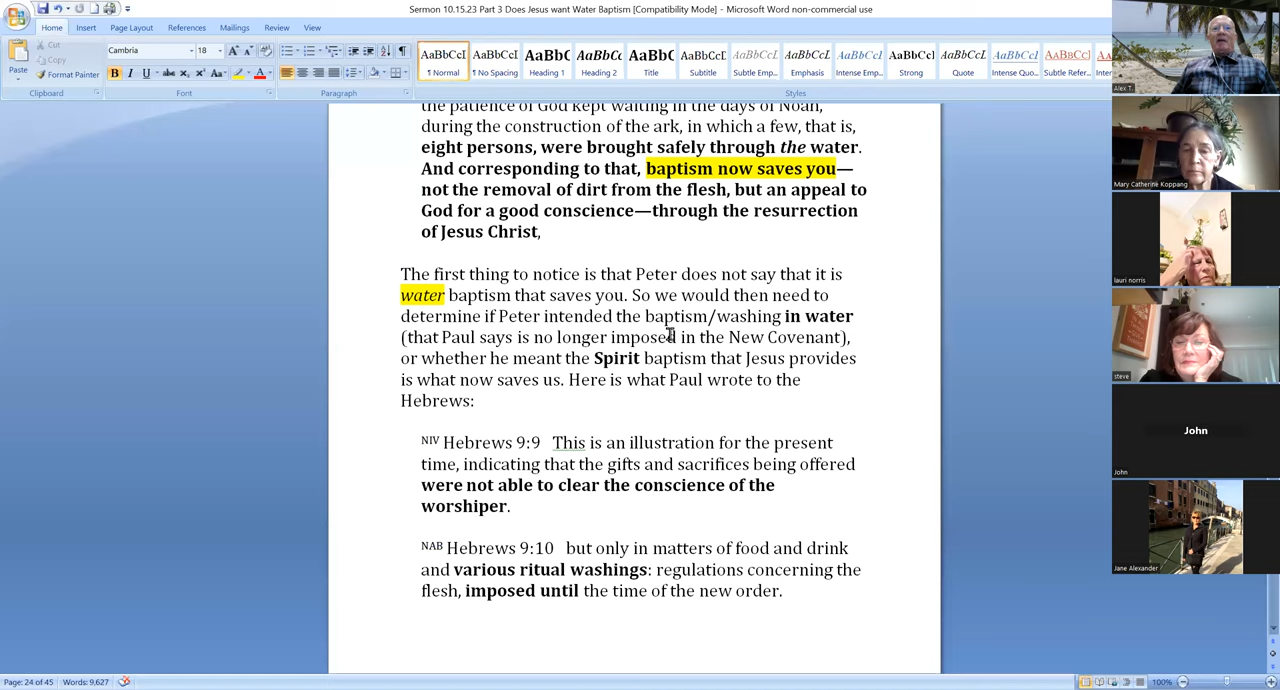 Sermon 10.15.23 Part 3 Does Jesus want Water Baptism [Compatibility Mode] - Microsoft Word non-commercial use
Home Insert Page Layout References Mailings Review View
Paste
Cut
Copy
Format Painter
Clipboard
Cambria 18
Font
Paragraph
AaBbCcI AaBbCcI AaBbC AaBbCc AaBbC AaBbCcI AaBbCcI AaBbCcI AaBbCcI AaBbCcI AaBbCcI AaBbCcI AaBbCcI
¶ Normal ¶ No Spacing Heading 1 Heading 2 Title Subtitle Subtle Emp... Emphasis Intense Emp... Strong Quote Intense Quo... Subtle Refer... Inter
Styles
the patience of God kept waiting in the days of Noah,
during the construction of the ark, in which a few, that is,
eight persons, were brought safely through the water.
And corresponding to that, baptism now saves you—
not the removal of dirt from the flesh, but an appeal to
God for a good conscience—through the resurrection
of Jesus Christ,
The first thing to notice is that Peter does not say that it is
water baptism that saves you. So we would then need to
determine if Peter intended the baptism/washing in water
(that Paul says is no longer imposed in the New Covenant),
or whether he meant the Spirit baptism that Jesus provides
is what now saves us. Here is what Paul wrote to the
Hebrews:
NIV Hebrews 9:9 This is an illustration for the present
time, indicating that the gifts and sacrifices being offered
were not able to clear the conscience of the
worshiper.
NAB Hebrews 9:10 but only in matters of food and drink
and various ritual washings: regulations concerning the
flesh, imposed until the time of the new order.
Page: 24 of 45 Words: 9,627
100%
Alex T.
Mary Catherine Koppang
lauri norris
steve
John
John
Jane Alexander